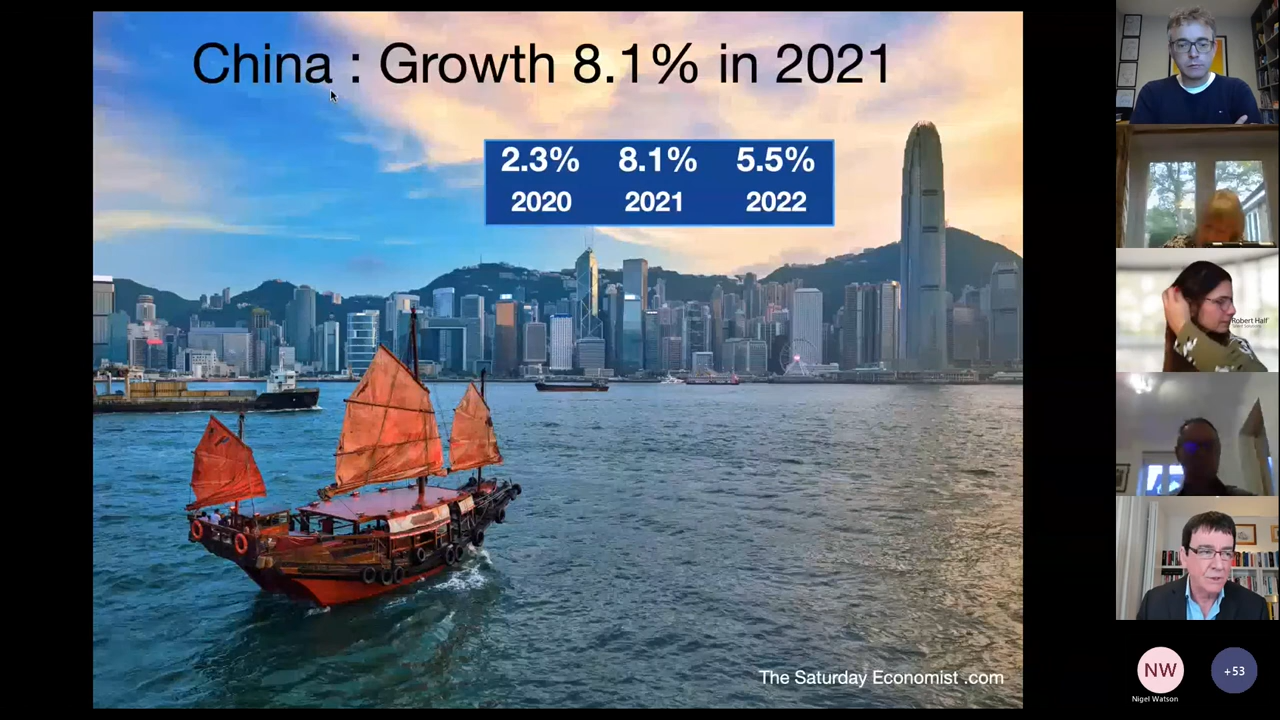 China : Growth 8.1% in 2021
2.3% 8.1% 5.5%
2020 2021 2022
The Saturday Economist .com
Robert Half
NW
+53
Nigel Watson